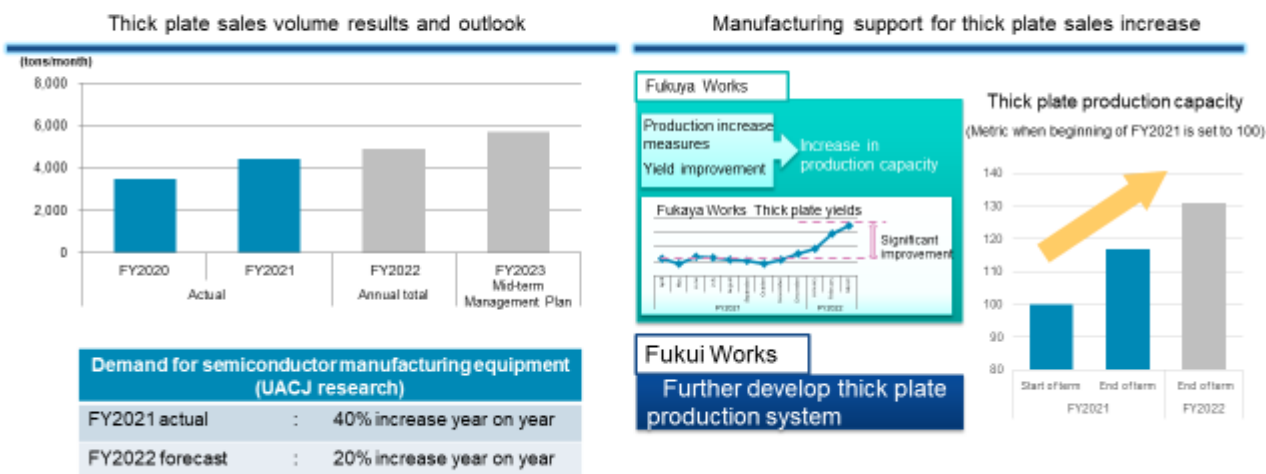 Thick plate sales volume results and outlook
(tons/month)
8,000
6,000
4,000
2,000
0
FY2020
FY2021
FY2022
FY2023
Actual
Annual total
Mid-term
Management Plan
Demand for semiconductor manufacturing equipment
(UACJ research)
FY2021 actual : 40% increase year on year
FY2022 forecast : 20% increase year on year
Manufacturing support for thick plate sales increase
Fukuya Works
Production increase
measures
Yield improvement
Increase in
production capacity
Fukaya Works Thick plate yields
Significant
improvement
FY2021
FY2022
Fukui Works
Further develop thick plate
production system
Thick plate production capacity
(Metric when beginning of FY2021 is set to 100)
140
130
120
110
100
90
80
Start of term
End of term
End of term
FY2021
FY2022